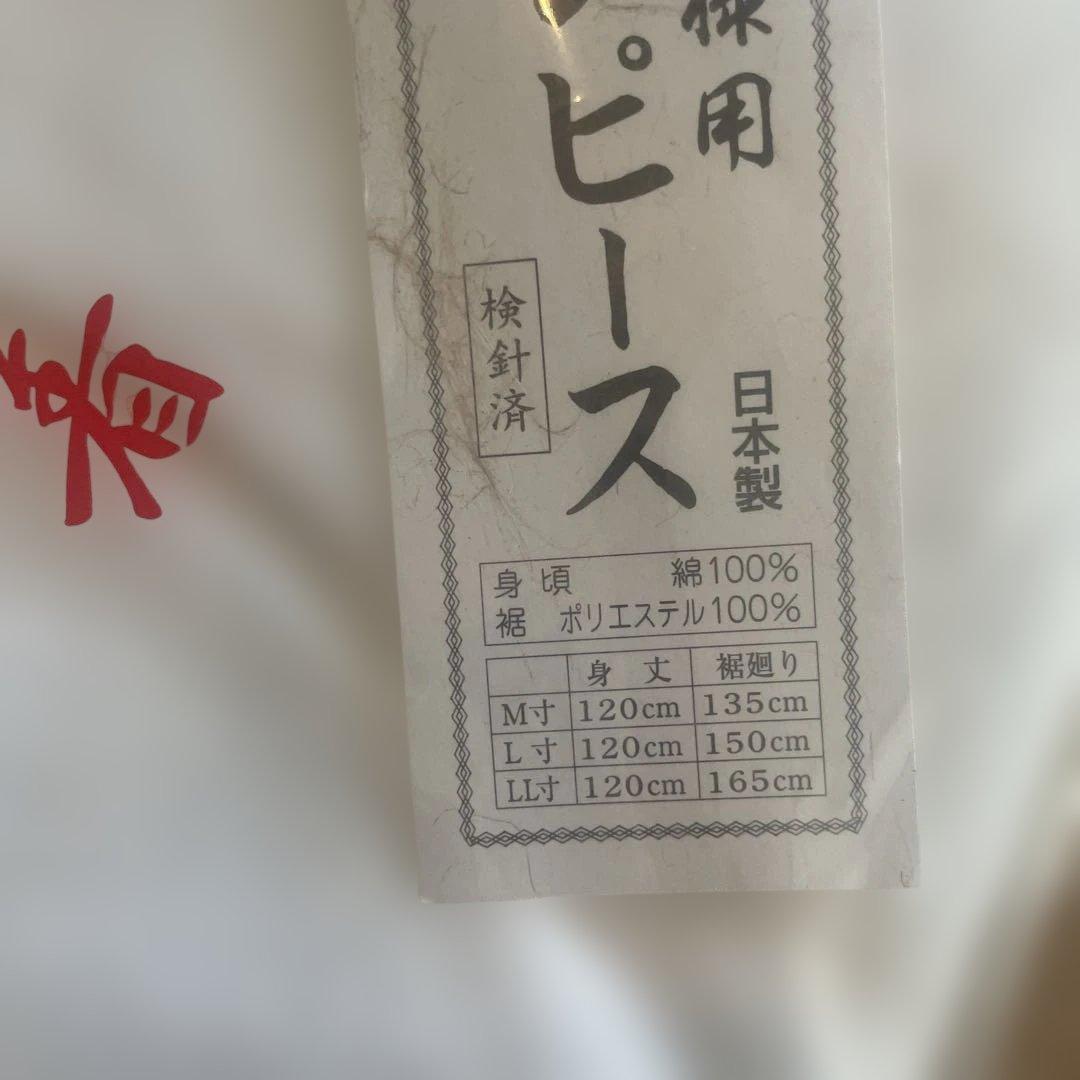 様用
ピース
日本製
検針済
身頃 綿100%
裾 ポリエステル100%
身丈 裾廻り
M寸 120cm 135cm
L寸 120cm 150cm
LL寸 120cm 165cm
着